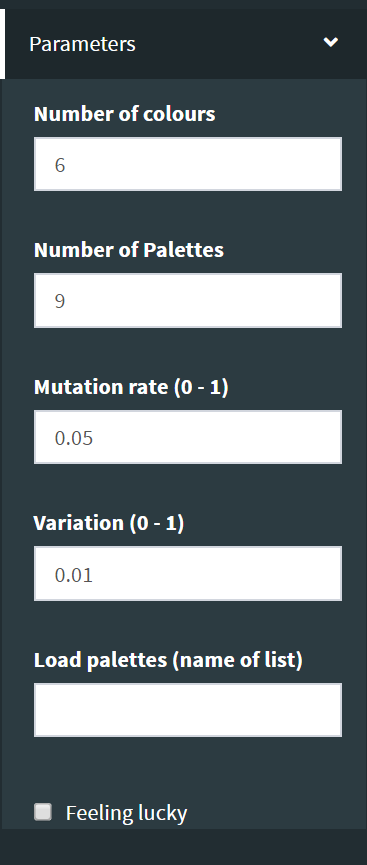 Parameters
Number of colours
6
Number of Palettes
9
Mutation rate (0 - 1)
0.05
Variation (0 - 1)
0.01
Load palettes (name of list)
Feeling lucky